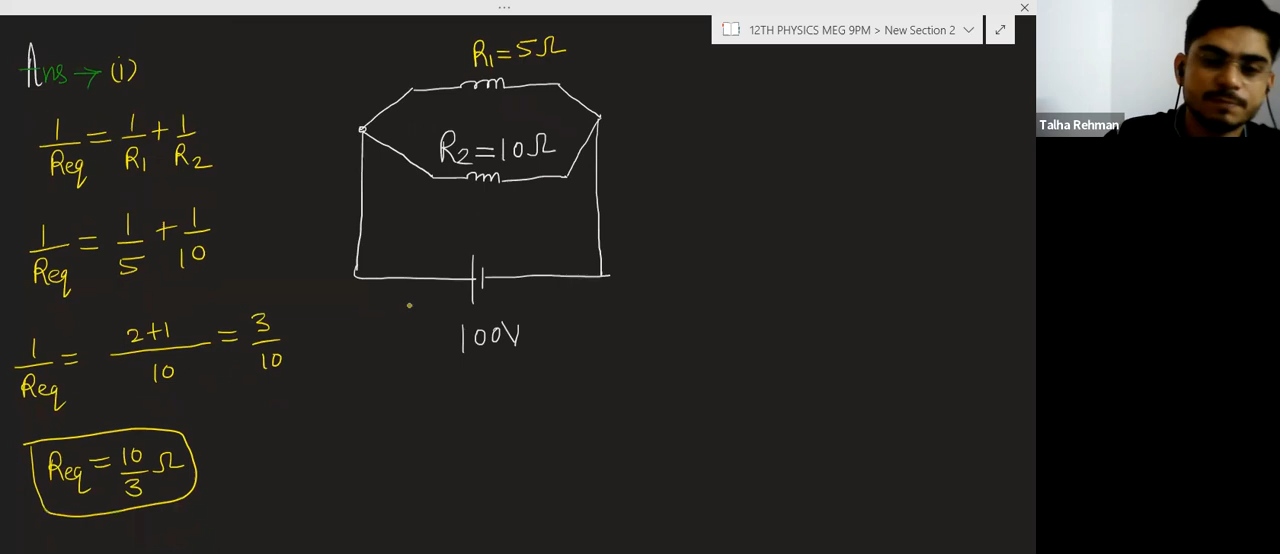 12TH PHYSICS MEG 9PM > New Section 2
Talha Rehman
Ans → (i)
1/Req = 1/R₁ + 1/R₂
1/Req = 1/5 + 1/10
1/Req = 2+1/10 = 3/10
Req = 10/3 Ω
R₁ = 5Ω
R₂ = 10Ω
100V